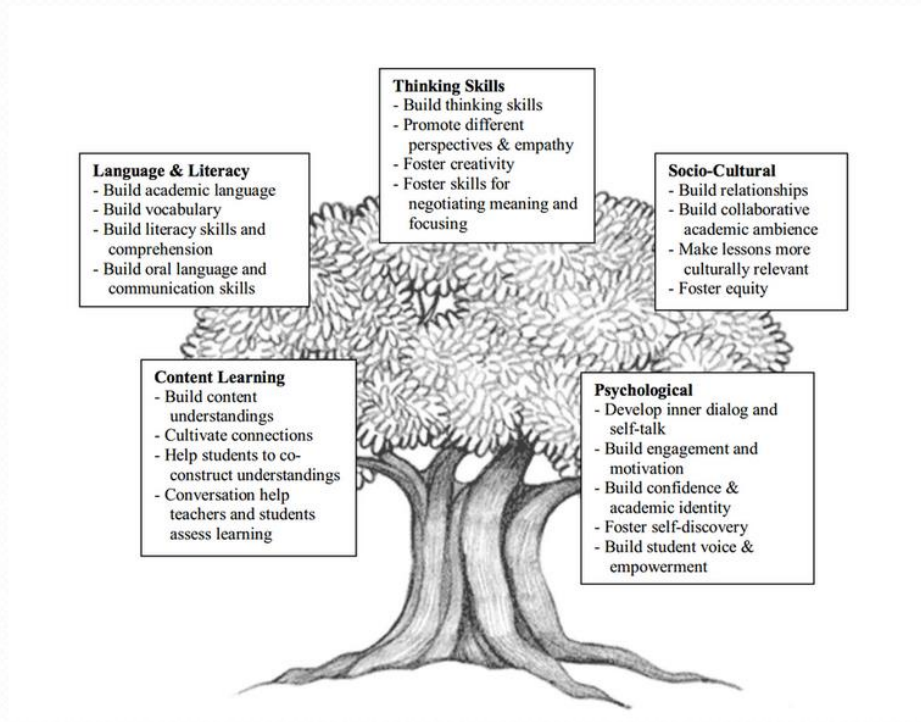 Thinking Skills
- Build thinking skills
- Promote different
perspectives & empathy
- Foster creativity
- Foster skills for
negotiating meaning and
focusing
Language & Literacy
- Build academic language
- Build vocabulary
- Build literacy skills and
comprehension
- Build oral language and
communication skills
Socio-Cultural
- Build relationships
- Build collaborative
academic ambience
- Make lessons more
culturally relevant
- Foster equity
Content Learning
- Build content
understandings
- Cultivate connections
- Help students to co-
construct understandings
- Conversation help
teachers and students
assess learning
Psychological
- Develop inner dialog and
self-talk
- Build engagement and
motivation
- Build confidence &
academic identity
- Foster self-discovery
- Build student voice &
empowerment